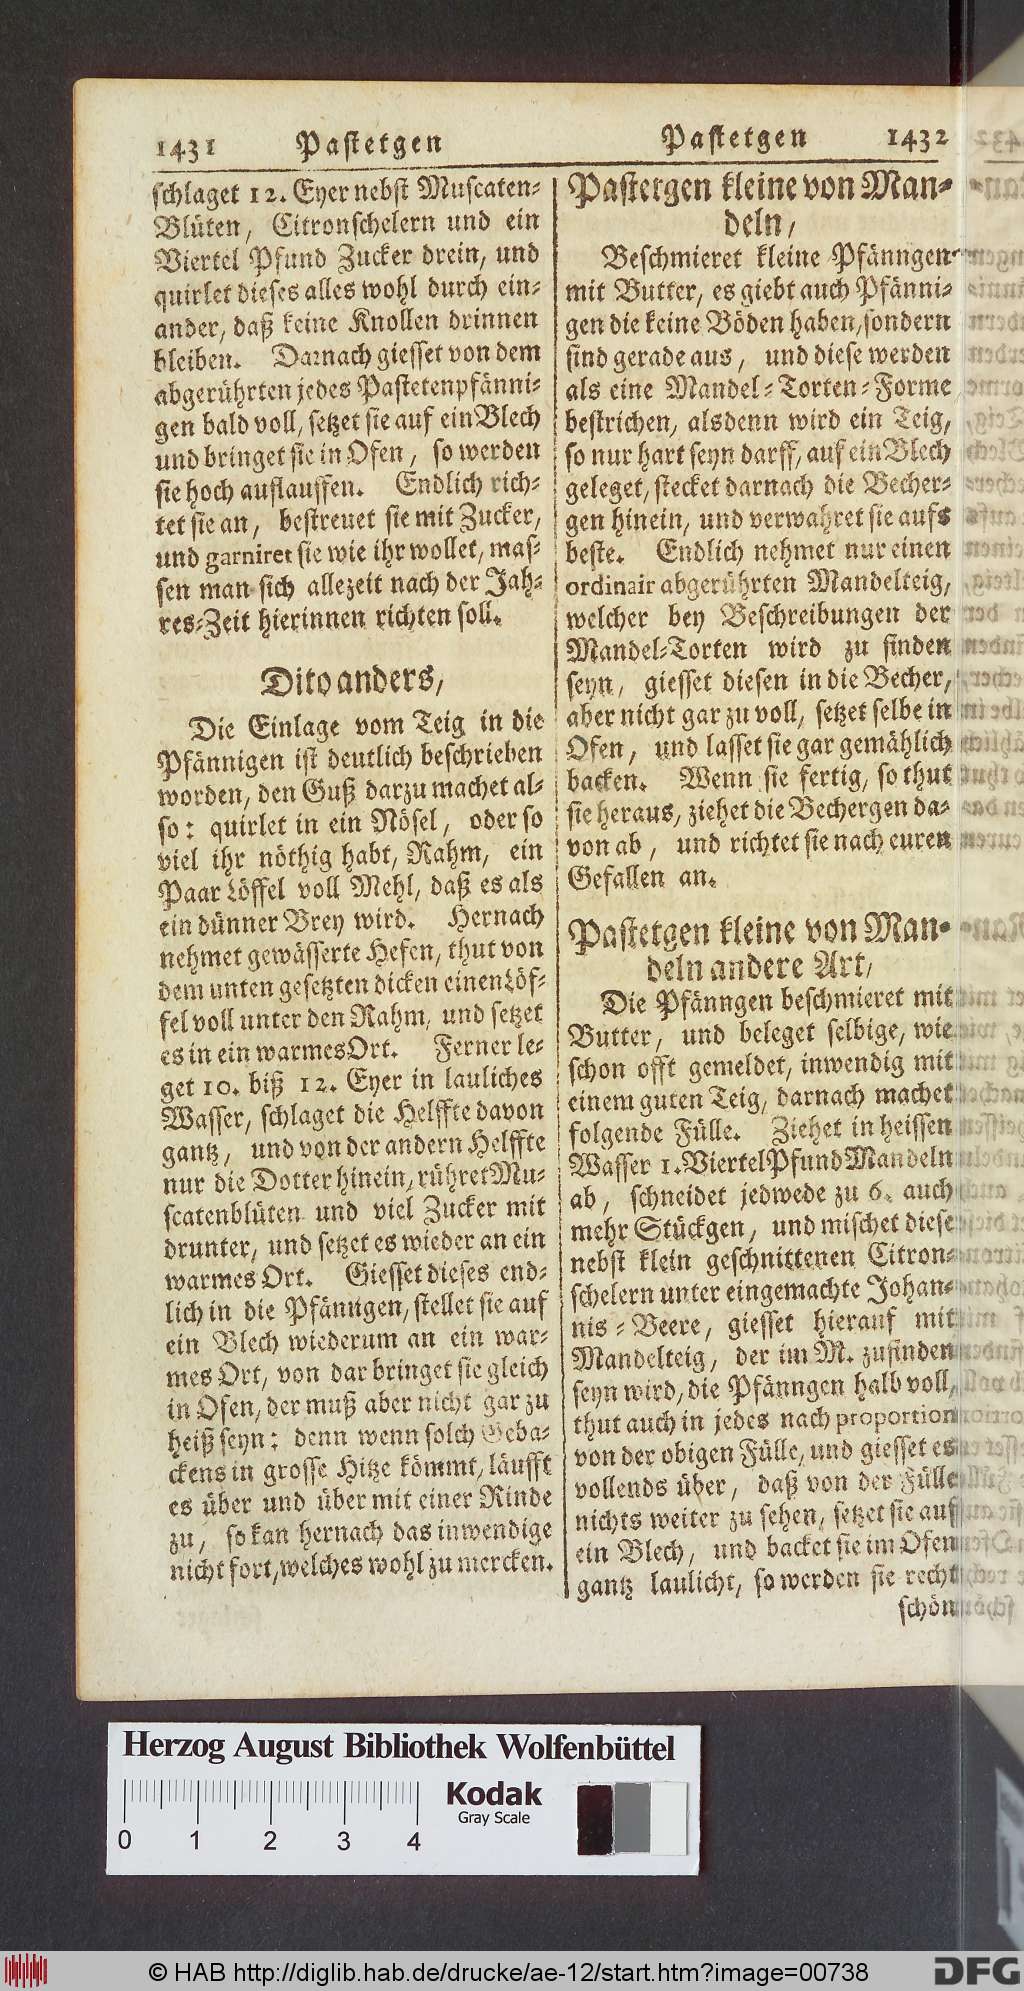 1431 Pastetgen
schlaget 12. Eyer nebst Muscaten-
Blüten, Citronschelern und ein
Viertel Pfund Zucker drein, und
quirlet dieses alles wohl durch ein-
ander, daß keine Knollen drinnen
bleiben. Darnach giesset von dem
abgerührten jedes Pastetenpfänni-
gen bald voll, setzet sie auf ein Blech
und bringet sie in Ofen, so werden
sie hoch auflauffen. Endlich rich-
tet sie an, bestreuet sie mit Zucker,
und garniret sie wie ihr wollet, mas-
sen man sich allezeit nach der Jah-
res-Zeit hierinnen richten soll.
Dito anders,
Die Einlage vom Teig in die
Pfännigen ist deutlich beschrieben
worden, den Guß darzu machet al-
so: quirlet in ein Nösel, oder so
viel ihr nöthig habt, Rahm, ein
Paar Löffel voll Mehl, daß es als
ein dünner Brey wird. Hernach
nehmet gewässerte Hefen, thut von
dem unten gesetzten dicken einen Löf-
fel voll unter den Rahm, und setzet
es in ein warmes Ort. Ferner le-
get 10. biß 12. Eyer in lauliches
Wasser, schlaget die Helffte davon
gantz, und von der andern Helffte
nur die Dotter hinein, rühret Mu-
scatenblüten und viel Zucker mit
drunter, und setzet es wieder an ein
warmes Ort. Giesset dieses end-
lich in die Pfänngen, stellet sie auf
ein Blech wiederum an ein war-
mes Ort, von dar bringet sie gleich
in Ofen, der muß aber nicht gar zu
heiß seyn: denn wenn solch Geba-
ckens in grosse Hitze kömmt, läufft
es über und über mit einer Rinde
zu, so kan hernach das inwendige
nicht fort, welches wohl zu mercken.
Pastetgen 1432
Pastetgen kleine von Man-
deln,
Beschmieret kleine Pfänngen
mit Butter, es giebt auch Pfänni-
gen die keine Böden haben, sondern
sind gerade aus, und diese werden
als eine Mandel-Torten-Forme
bestrichen, alsdenn wird ein Teig,
so nur hart seyn darff, auf ein Blech
geleget, stecket darnach die Becher-
gen hinein, und verwahret sie aufs
beste. Endlich nehmet nur einen
ordinair abgerührten Mandelteig,
welcher bey Beschreibungen der
Mandel-Torten wird zu finden
seyn, giesset diesen in die Becher,
aber nicht gar zu voll, setzet selbe in
Ofen, und lasset sie gar gemählich
backen. Wenn sie fertig, so thut
sie heraus, ziehet die Bechergen da-
von ab, und richtet sie nach euren
Gefallen an.
Pastetgen kleine von Man-
deln andere Art,
Die Pfänngen beschmieret mit
Butter, und beleget selbige, wie
schon offt gemeldet, inwendig mit
einem guten Teig, darnach machet
folgende Fülle. Ziehet in heissen
Wasser 1. Viertel Pfund Mandeln
ab, schneidet jedwede zu 6. auch
mehr Stückgen, und mischet diese
nebst klein geschnittenen Citron-
schelern unter eingemachte Johan-
nis-Beere, giesset hierauf mit
Mandelteig, der im M. zufinden
seyn wird, die Pfänngen halb voll,
thut auch in jedes nach proportion
von der obigen Fülle, und giesset es
vollends über, daß von der Fülle
nichts weiter zu sehen, setzet sie auf
ein Blech, und backet sie im Ofen
gantz laulicht, so werden sie recht
schön
Herzog August Bibliothek Wolfenbüttel
Kodak
Gray Scale
0 1 2 3 4
© HAB http://diglib.hab.de/drucke/ae-12/start.htm?image=00738
DFG